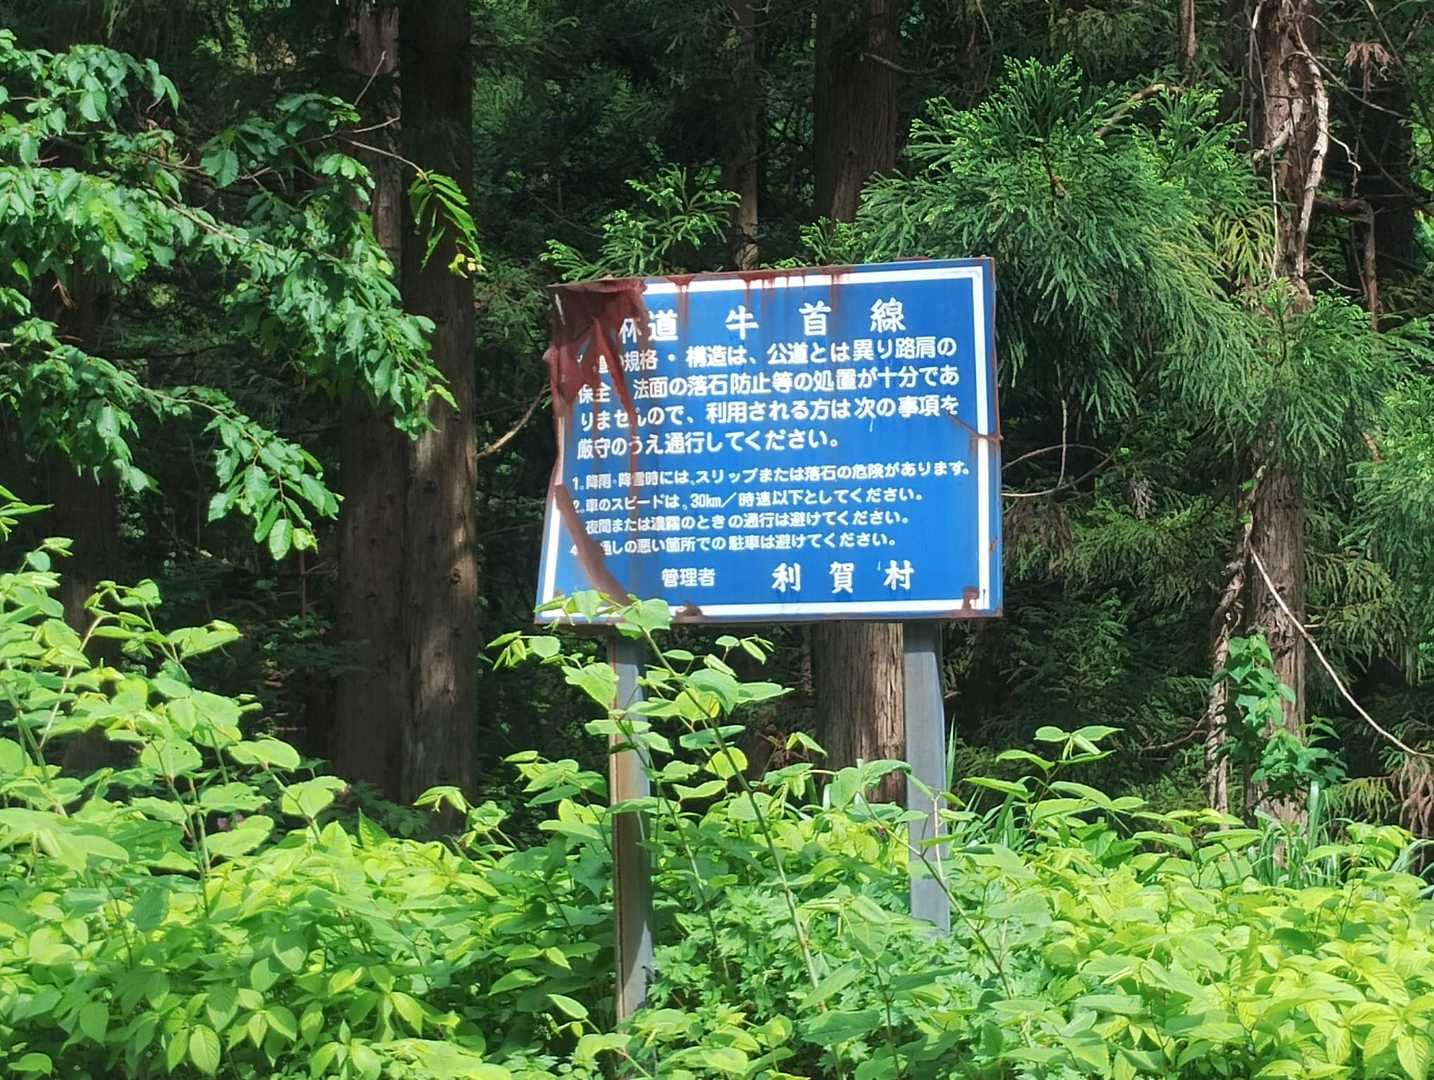 林道 牛首線
道の規格・構造は、公道とは異り路肩の
保全 法面の落石防止等の処置が十分であ
りませんので、利用される方は次の事項を
厳守のうえ通行してください。
1.降雨・降雪時には、スリップまたは落石の危険があります。
2.車のスピードは、30km/時速以下としてください。
夜間または濃霧のときの通行は避けてください。
4 通しの悪い箇所での駐車は避けてください。
管理者 利賀村